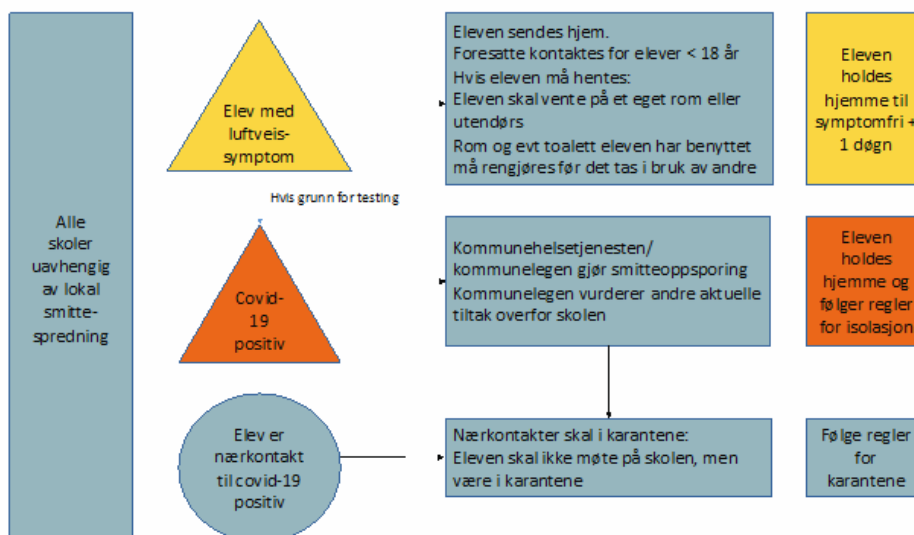 Alle
skoler
uavhengig
av lokal
smitte-
spredning
Elev med
luftveis-
symptom
Eleven sendes hjem.
Foresatte kontaktes for elever < 18 år
Hvis eleven må hentes:
Eleven skal vente på et eget rom eller
utendørs
Rom og evt toalett eleven har benyttet
må rengjøres før det tas i bruk av andre
Eleven
holdes
hjemme til
symptomfri +
1 døgn
Hvis grunn for testing
Covid-
19
positiv
Kommunehelsetjenesten/
kommunelegen gjør smitteoppsporing
Kommunelegen vurderer andre aktuelle
tiltak overfor skolen
Eleven
holdes
hjemme og
følger regler
for isolasjon
Elev er
nærkontakt
til covid-19
positiv
Nærkontakter skal i karantene:
Eleven skal ikke møte på skolen, men
være i karantene
Følge regler
for
karantene